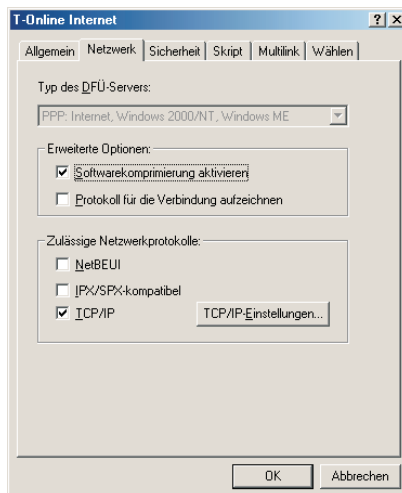 T-Online Internet
Allgemein Netzwerk Sicherheit Skript Multilink Wählen
Typ des DFÜ-Servers:
PPP: Internet, Windows 2000/NT, Windows ME
Erweiterte Optionen:
Softwarekomprimierung aktivieren
Protokoll für die Verbindung aufzeichnen
Zulässige Netzwerkprotokolle:
NetBEUI
IPX/SPX-kompatibel
TCP/IP TCP/IP-Einstellungen...
OK Abbrechen